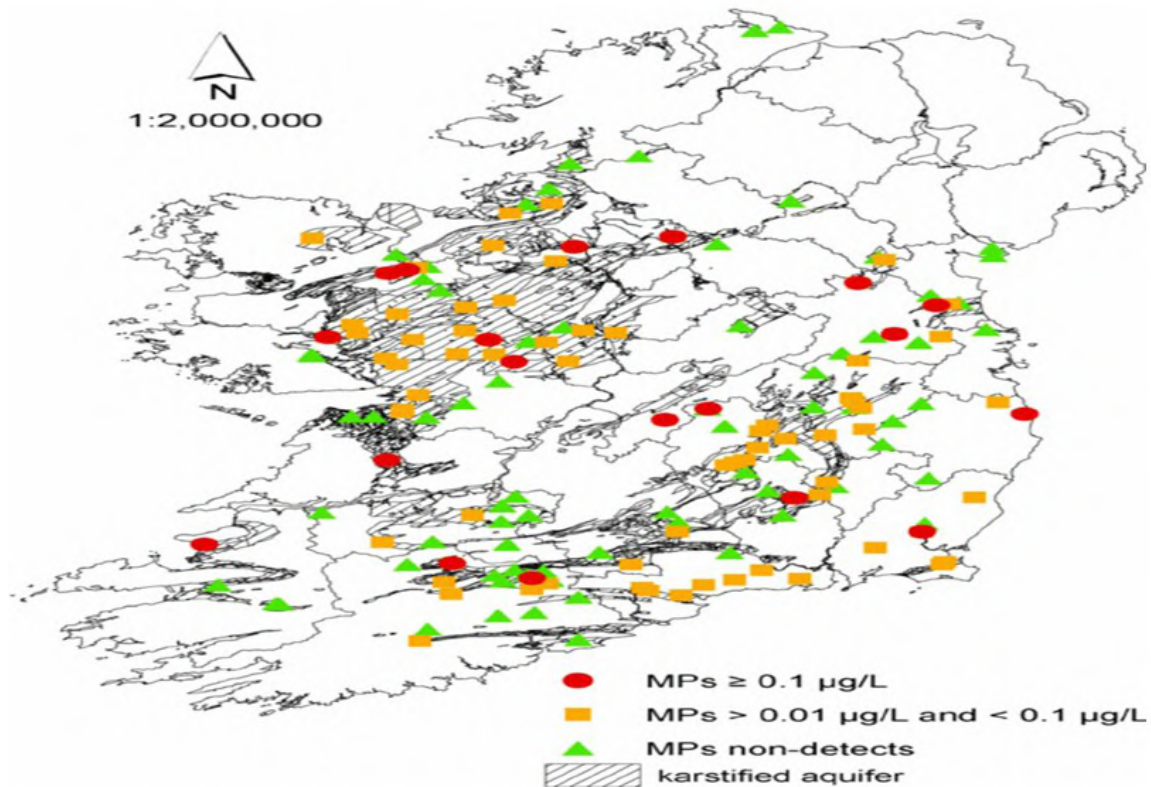 N
1:2,000,000
MPs ≥ 0.1 µg/L
MPs > 0.01 µg/L and < 0.1 µg/L
MPs non-detects
karstified aquifer